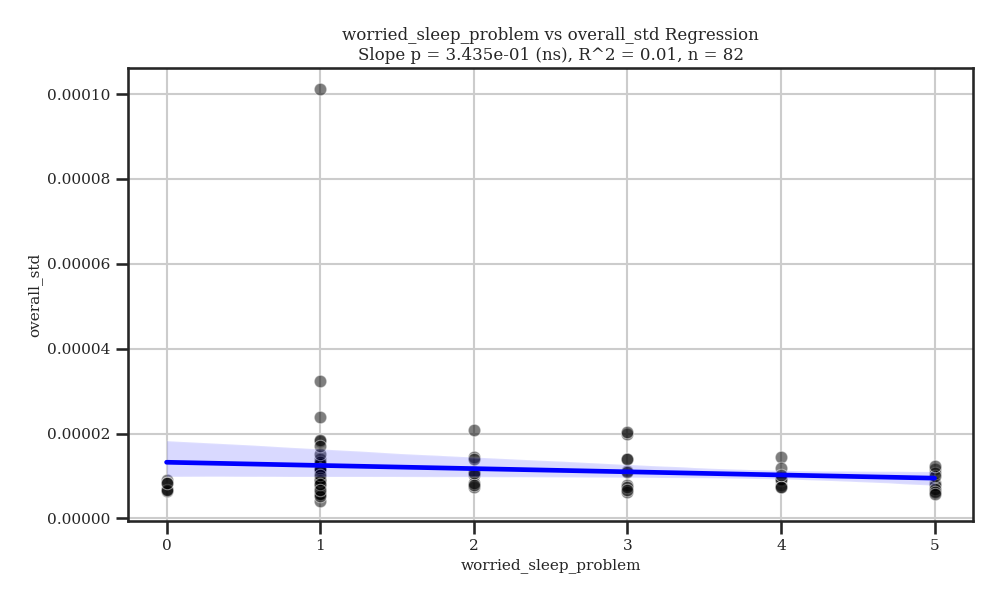 worried_sleep_problem vs overall_std Regression
Slope p = 3.435e-01 (ns), R^2 = 0.01, n = 82
overall_std
0.00010
0.00008
0.00006
0.00004
0.00002
0.00000
0 1 2 3 4 5
worried_sleep_problem